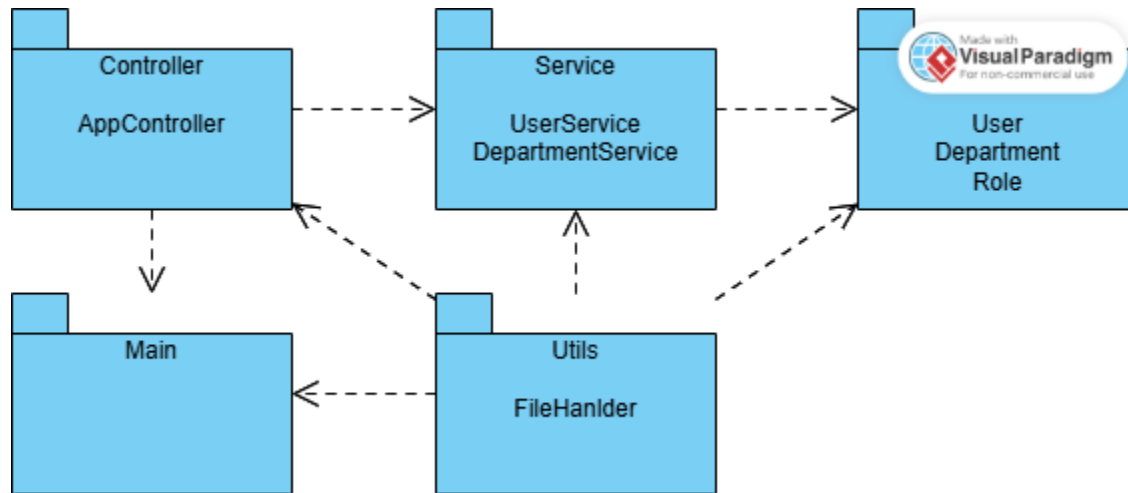 Controller
AppController
Service
UserService
DepartmentService
Made with
Visual Paradigm
For non-commercial use
User
Department
Role
Main
Utils
FileHanlder